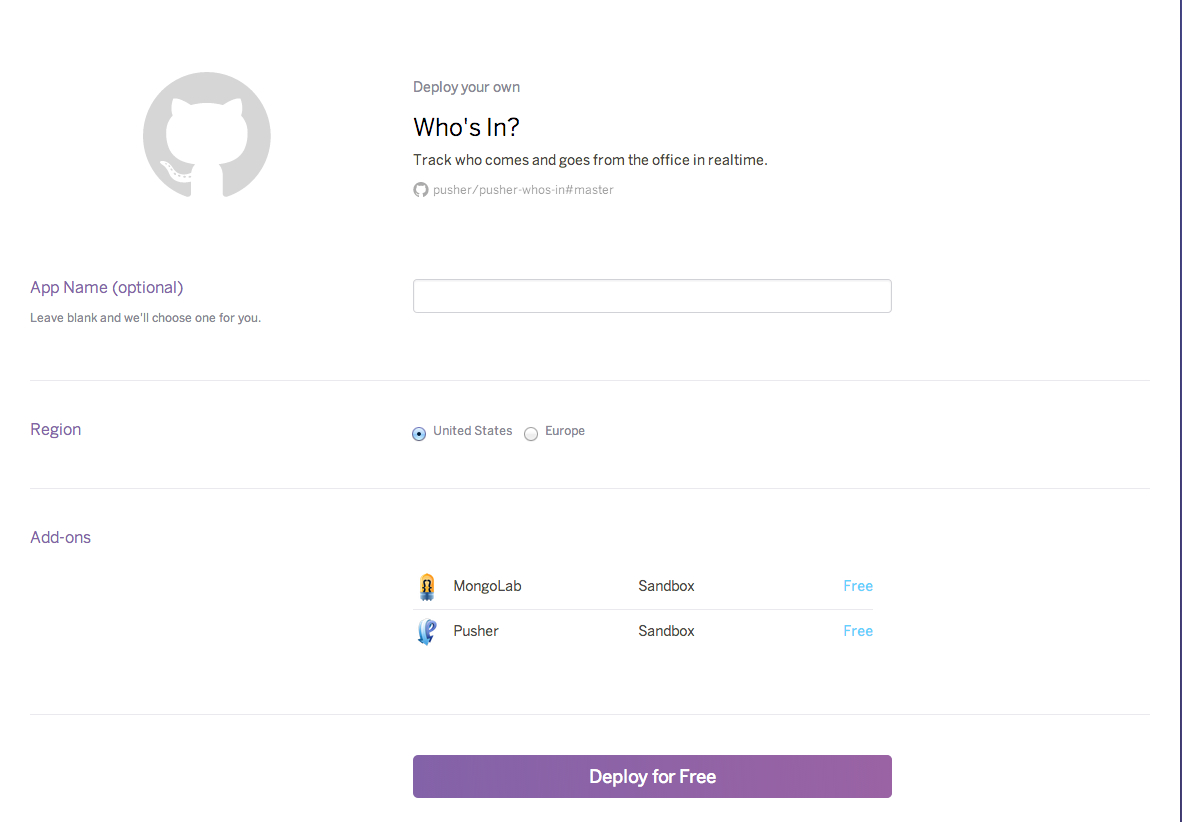 Deploy your own
Who's In?
Track who comes and goes from the office in realtime.
pusher/pusher-whos-in#master
App Name (optional)
Leave blank and we'll choose one for you.
Region
United States Europe
Add-ons
MongoLab Sandbox Free
Pusher Sandbox Free
Deploy for Free